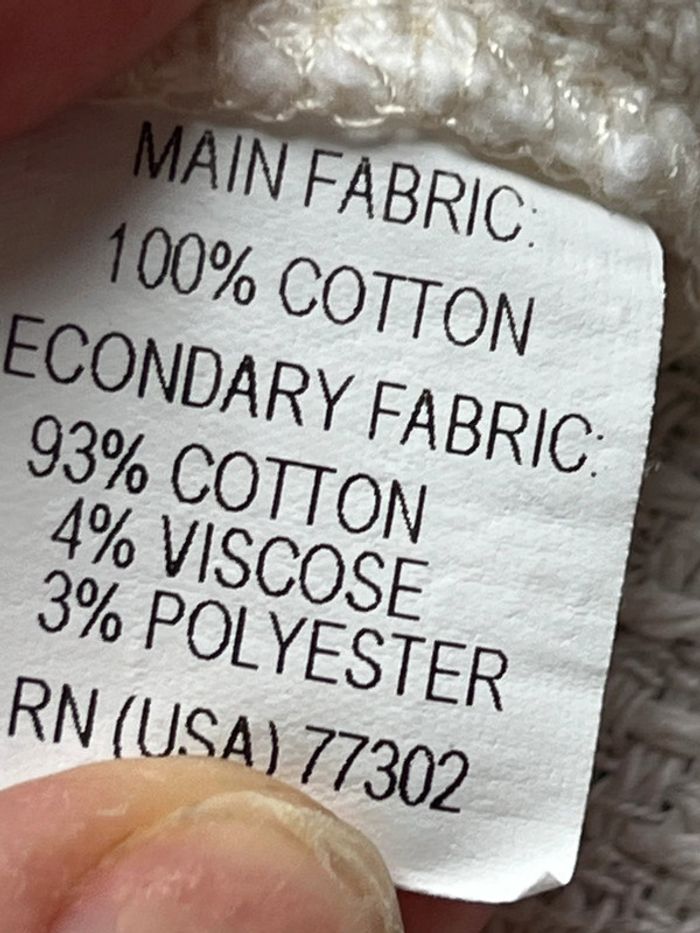 MAIN FABRIC:
100% COTTON
ECONDARY FABRIC:
93% COTTON
4% VISCOSE
3% POLYESTER
RN (USA) 77302